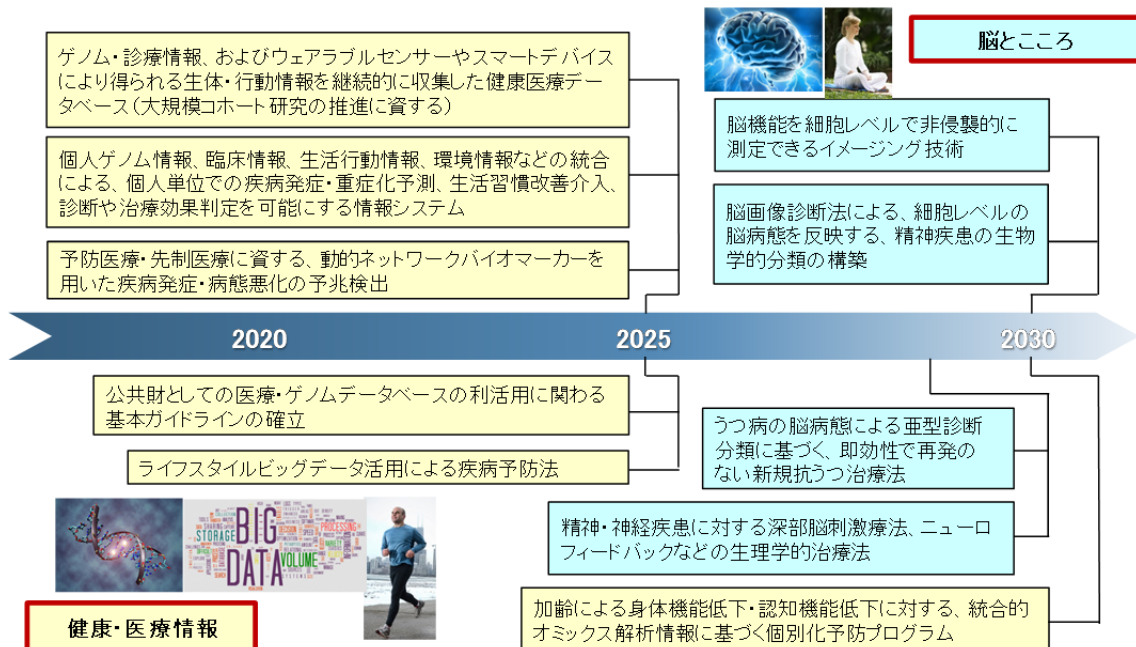 脳とこころ
ゲノム・診療情報、およびウェアラブルセンサーやスマートデバイス
により得られる生体・行動情報を継続的に収集した健康医療デー
タベース(大規模コホート研究の推進に資する)
脳機能を細胞レベルで非侵襲的に
測定できるイメージング技術
個人ゲノム情報、臨床情報、生活行動情報、環境情報などの統合
による、個人単位での疾病発症・重症化予測、生活習慣改善介入、
診断や治療効果判定を可能にする情報システム
脳画像診断法による、細胞レベルの
脳病態を反映する、精神疾患の生物
学的分類の構築
予防医療・先制医療に資する、動的ネットワークバイオマーカーを
用いた疾病発症・病態悪化の予兆検出
2020
2025
2030
公共財としての医療・ゲノムデータベースの利活用に関わる
基本ガイドラインの確立
ライフスタイルビッグデータ活用による疾病予防法
うつ病の脳病態による亜型診断
分類に基づく、即効性で再発の
ない新規抗うつ治療法
精神・神経疾患に対する深部脳刺激療法、ニューロ
フィードバックなどの生理学的治療法
加齢による身体機能低下・認知機能低下に対する、統合的
オミックス解析情報に基づく個別化予防プログラム
BIG
DATA
STORAGE
VOLUME
PROCESSING
健康・医療情報